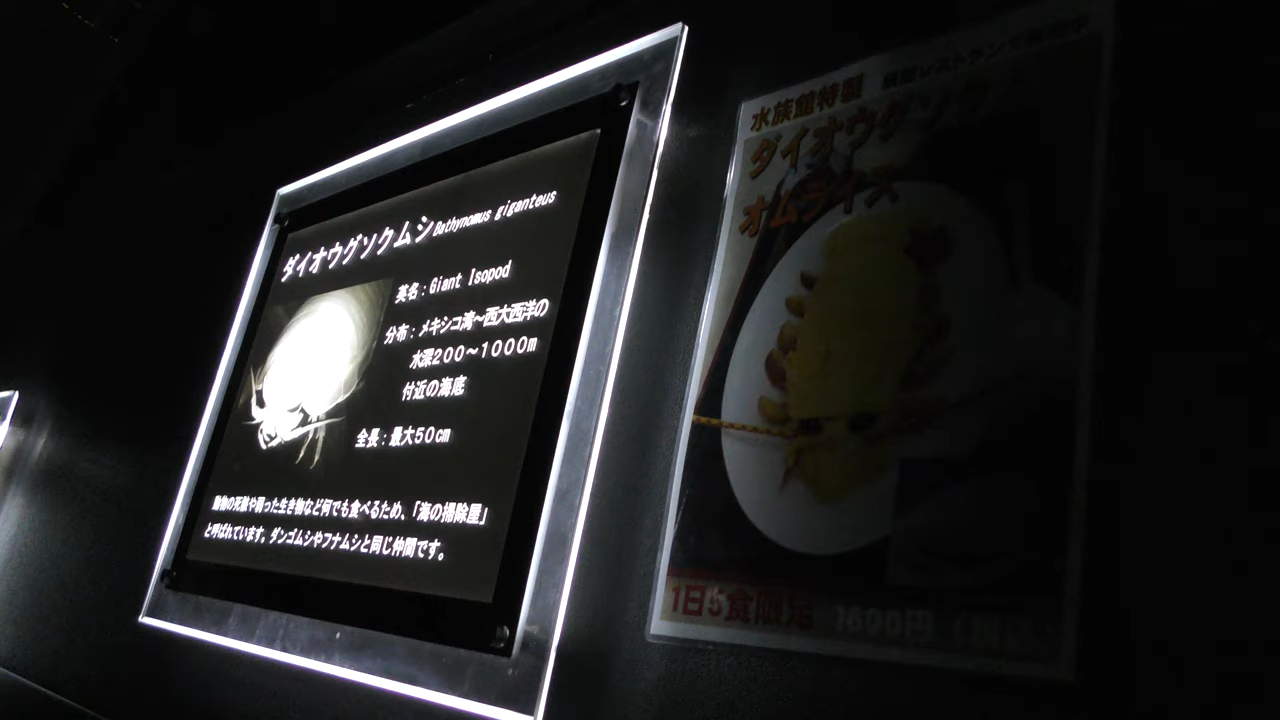 ダイオウグソクムシ Bathynomus giganteus
英名：Giant Isopod
分布：メキシコ湾～西大西洋の
水深200～1000m
付近の海底
全長：最大50cm
動物の死骸や弱った生き物など何でも食べるため、「海の掃除屋」
と呼ばれています。ダンゴムシやフナムシと同じ仲間です。
水族館特製
ダイオウグソク
オムライス
1日5食限定 1600円